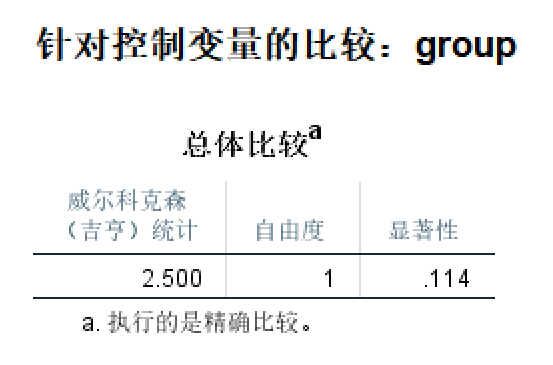 针对控制变量的比较：group
总体比较a
威尔科克森
（吉亨）统计 自由度 显著性
2.500 1 .114
a. 执行的是精确比较。